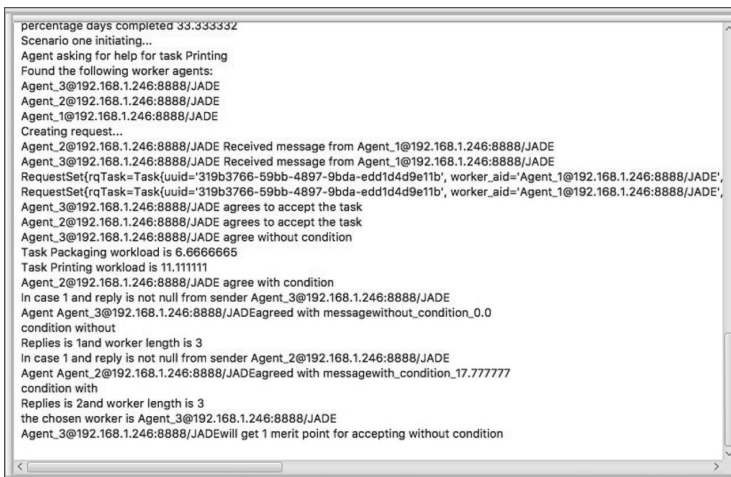 percentage days completed 33.333332
Scenario one initiating...
Agent asking for help for task Printing
Found the following worker agents:
Agent_3@192.168.1.246:8888/JADE
Agent_2@192.168.1.246:8888/JADE
Agent_1@192.168.1.246:8888/JADE
Creating request...
Agent_2@192.168.1.246:8888/JADE Received message from Agent_1@192.168.1.246:8888/JADE
Agent_3@192.168.1.246:8888/JADE Received message from Agent_1@192.168.1.246:8888/JADE
RequestSet{rqTask=Task{uuid='319b3766-59bb-4897-9bda-edd1d4d9e11b', worker_aid='Agent_1@192.168.1.246:8888/JADE',
RequestSet{rqTask=Task{uuid='319b3766-59bb-4897-9bda-edd1d4d9e11b', worker_aid='Agent_1@192.168.1.246:8888/JADE',
Agent_3@192.168.1.246:8888/JADE agrees to accept the task
Agent_2@192.168.1.246:8888/JADE agrees to accept the task
Agent_3@192.168.1.246:8888/JADE agree without condition
Task Packaging workload is 6.6666665
Task Printing workload is 11.111111
Agent_2@192.168.1.246:8888/JADE agree with condition
In case 1 and reply is not null from sender Agent_3@192.168.1.246:8888/JADE
Agent Agent_3@192.168.1.246:8888/JADEagreed with messagewithout_condition_0.0
condition without
Replies is 1and worker length is 3
In case 1 and reply is not null from sender Agent_2@192.168.1.246:8888/JADE
Agent Agent_2@192.168.1.246:8888/JADEagreed with messagewith_condition_17.777777
condition with
Replies is 2and worker length is 3
the chosen worker is Agent_3@192.168.1.246:8888/JADE
Agent_3@192.168.1.246:8888/JADEwill get 1 merit point for accepting without condition